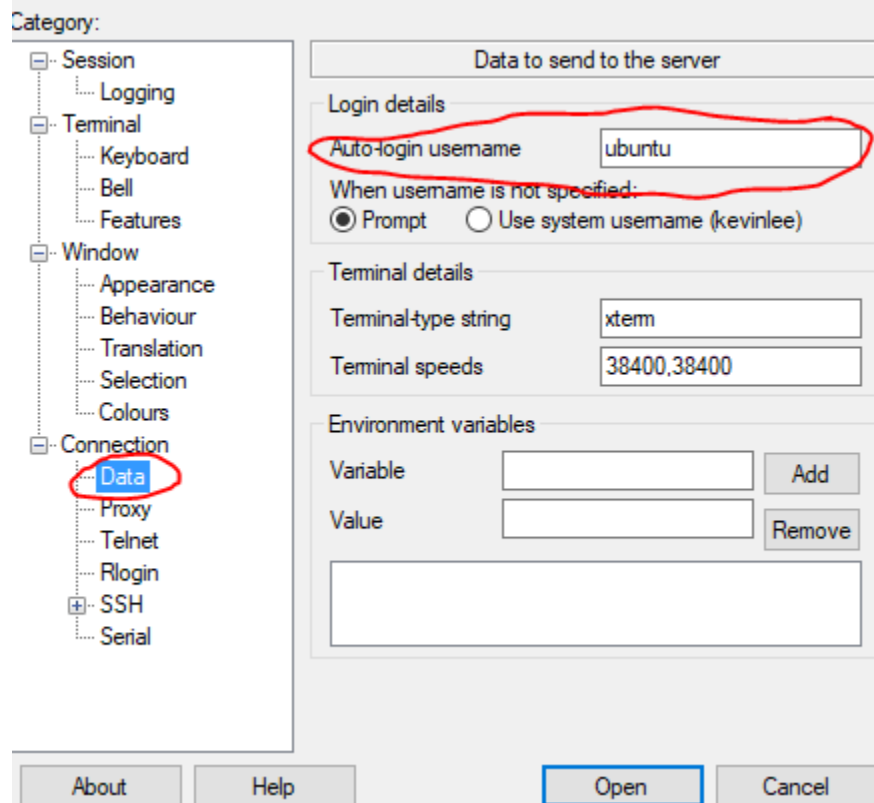 Category:
Session
Logging
Terminal
Keyboard
Bell
Features
Window
Appearance
Behaviour
Translation
Selection
Colours
Connection
Data
Proxy
Telnet
Rlogin
SSH
Serial
Data to send to the server
Login details
Auto-login username ubuntu
When username is not specified:
Prompt Use system username (kevinlee)
Terminal details
Terminal-type string xterm
Terminal speeds 38400,38400
Environment variables
Variable Add
Value Remove
About Help Open Cancel